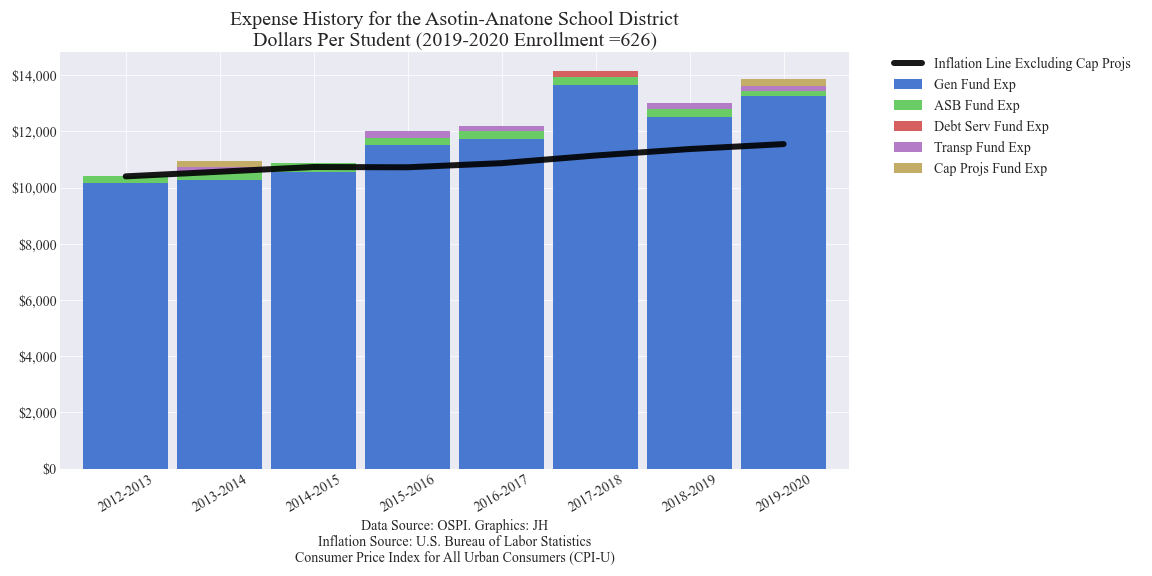 Expense History for the Asotin-Anatone School District
Dollars Per Student (2019-2020 Enrollment =626)
$14,000
$12,000
$10,000
$8,000
$6,000
$4,000
$2,000
$0
2012-2013
2013-2014
2014-2015
2015-2016
2016-2017
2017-2018
2018-2019
2019-2020
Inflation Line Excluding Cap Projs
Gen Fund Exp
ASB Fund Exp
Debt Serv Fund Exp
Transp Fund Exp
Cap Projs Fund Exp
Data Source: OSPI. Graphics: JH
Inflation Source: U.S. Bureau of Labor Statistics
Consumer Price Index for All Urban Consumers (CPI-U)